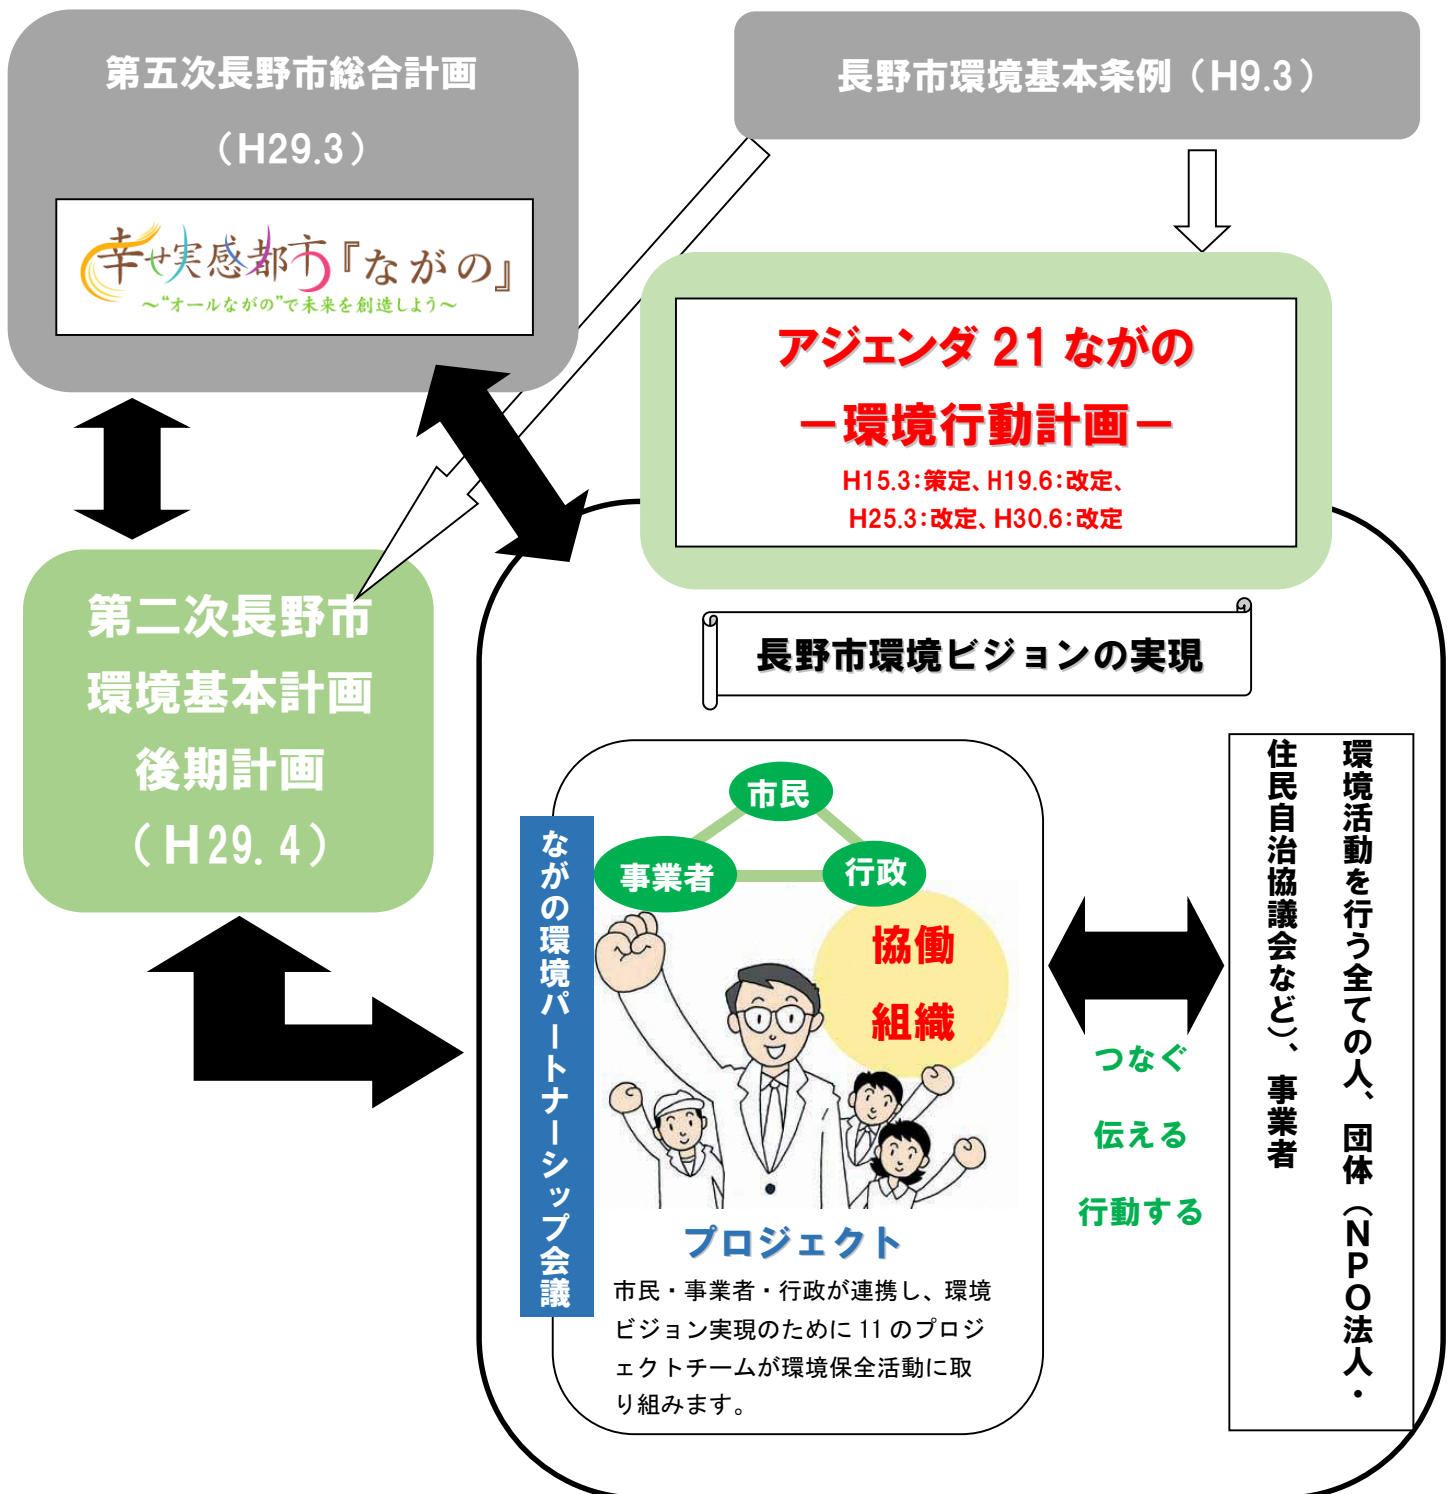 第五次長野市総合計画
（H29.3）
幸せ実感都市『ながの』
～“オールながの”で未来を創造しよう～
長野市環境基本条例（H9.3）
アジェンダ 21 ながの
－環境行動計画－
H15.3：策定、H19.6：改定、
H25.3：改定、H30.6：改定
第二次長野市
環境基本計画
後期計画
（H29.4）
長野市環境ビジョンの実現
ながの環境パートナーシップ会議
市民
事業者
行政
協働
組織
プロジェクト
市民・事業者・行政が連携し、環境
ビジョン実現のために 11 のプロジ
ェクトチームが環境保全活動に取
り組みます。
つなぐ
伝える
行動する
環境活動を行う全ての人、団体（ＮＰＯ法人・
住民自治協議会など）、事業者